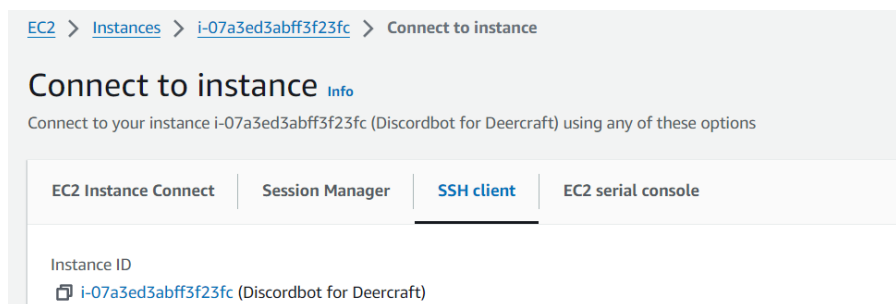 EC2 > Instances > i-07a3ed3abff3f23fc > Connect to instance
Connect to instance Info
Connect to your instance i-07a3ed3abff3f23fc (Discordbot for Deercraft) using any of these options
EC2 Instance Connect Session Manager SSH client EC2 serial console
Instance ID
i-07a3ed3abff3f23fc (Discordbot for Deercraft)